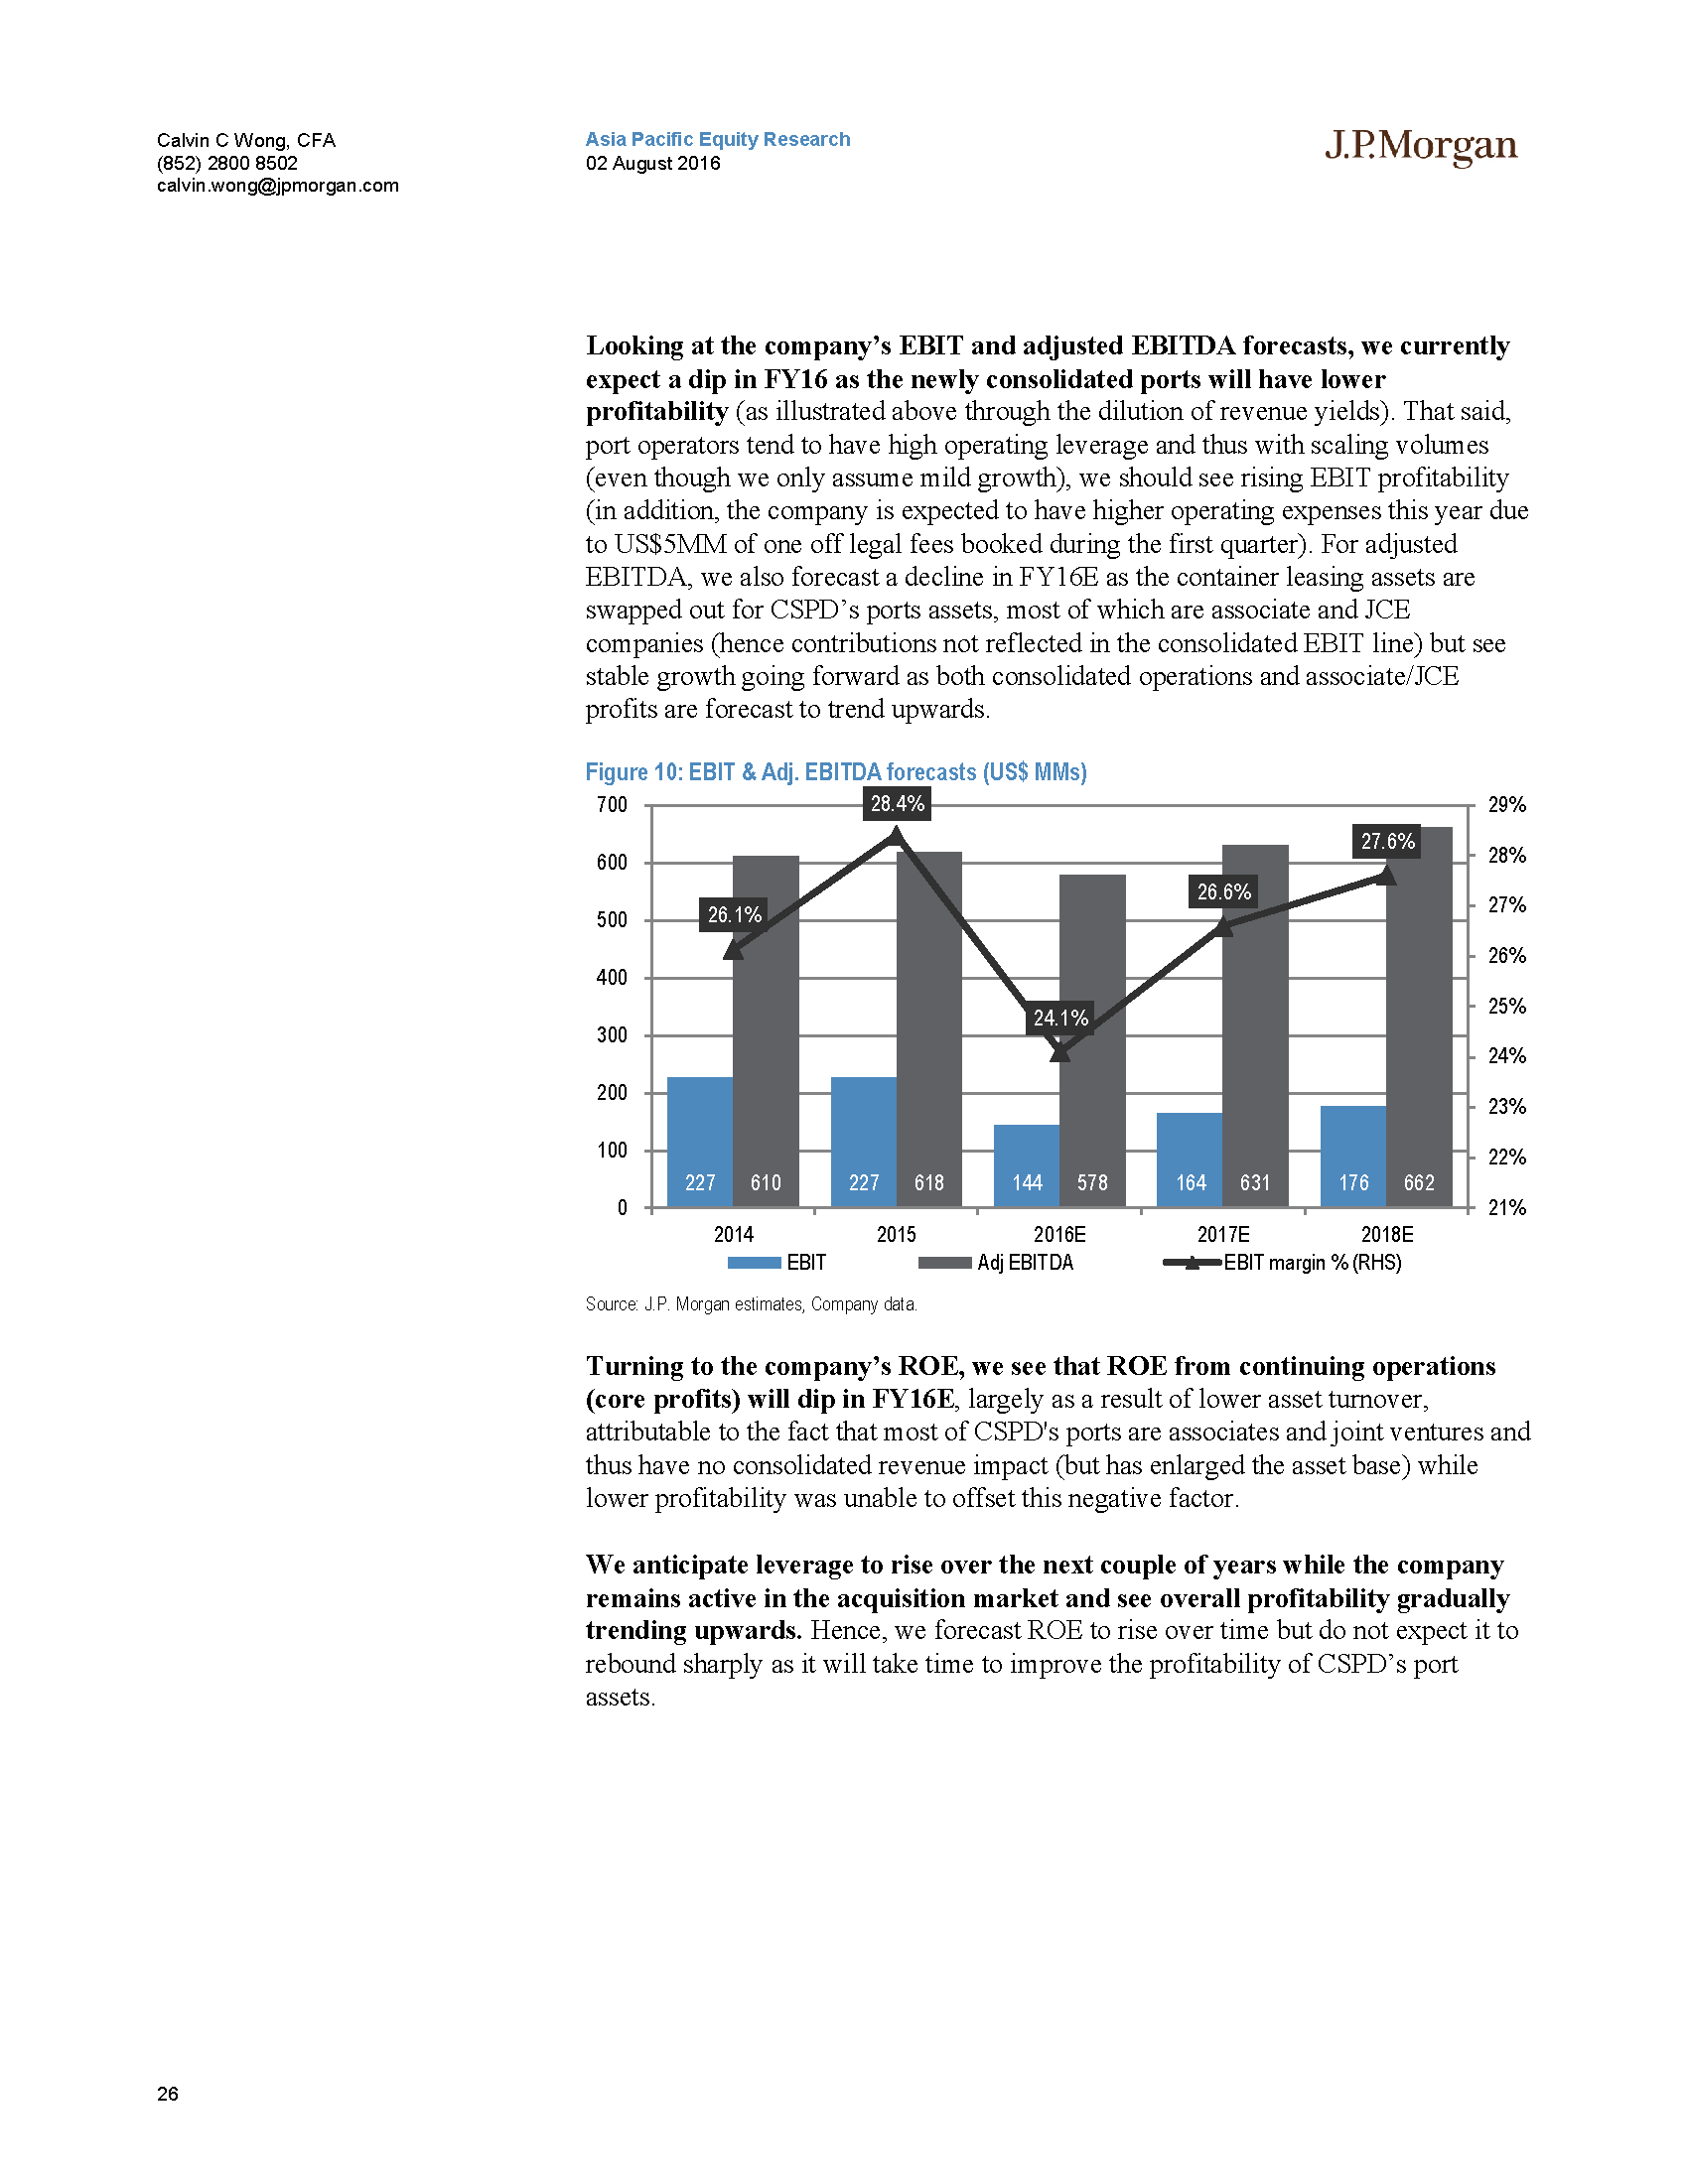 Calvin C Wong, CFA
(852) 2800 8502
calvin.wong@jpmorgan.com
Asia Pacific Equity Research
02 August 2016
J.P.Morgan
Looking at the company’s EBIT and adjusted EBITDA forecasts, we currently
expect a dip in FY16 as the newly consolidated ports will have lower
profitability (as illustrated above through the dilution of revenue yields). That said,
port operators tend to have high operating leverage and thus with scaling volumes
(even though we only assume mild growth), we should see rising EBIT profitability
(in addition, the company is expected to have higher operating expenses this year due
to US$5MM of one off legal fees booked during the first quarter). For adjusted
EBITDA, we also forecast a decline in FY16E as the container leasing assets are
swapped out for CSPD’s ports assets, most of which are associate and JCE
companies (hence contributions not reflected in the consolidated EBIT line) but see
stable growth going forward as both consolidated operations and associate/JCE
profits are forecast to trend upwards.
Figure 10: EBIT & Adj. EBITDA forecasts (US$ MMs)
700 28.4% 29%
600 27.6% 28%
500 26.1% 26.6% 27%
400 26%
300 24.1% 25%
24%
200 23%
100 22%
227 610 227 618 144 578 164 631 176 662
0 21%
2014 2015 2016E 2017E 2018E
EBIT Adj EBITDA EBIT margin % (RHS)
Source: J.P. Morgan estimates, Company data.
Turning to the company’s ROE, we see that ROE from continuing operations
(core profits) will dip in FY16E, largely as a result of lower asset turnover,
attributable to the fact that most of CSPD's ports are associates and joint ventures and
thus have no consolidated revenue impact (but has enlarged the asset base) while
lower profitability was unable to offset this negative factor.
We anticipate leverage to rise over the next couple of years while the company
remains active in the acquisition market and see overall profitability gradually
trending upwards. Hence, we forecast ROE to rise over time but do not expect it to
rebound sharply as it will take time to improve the profitability of CSPD’s port
assets.
26